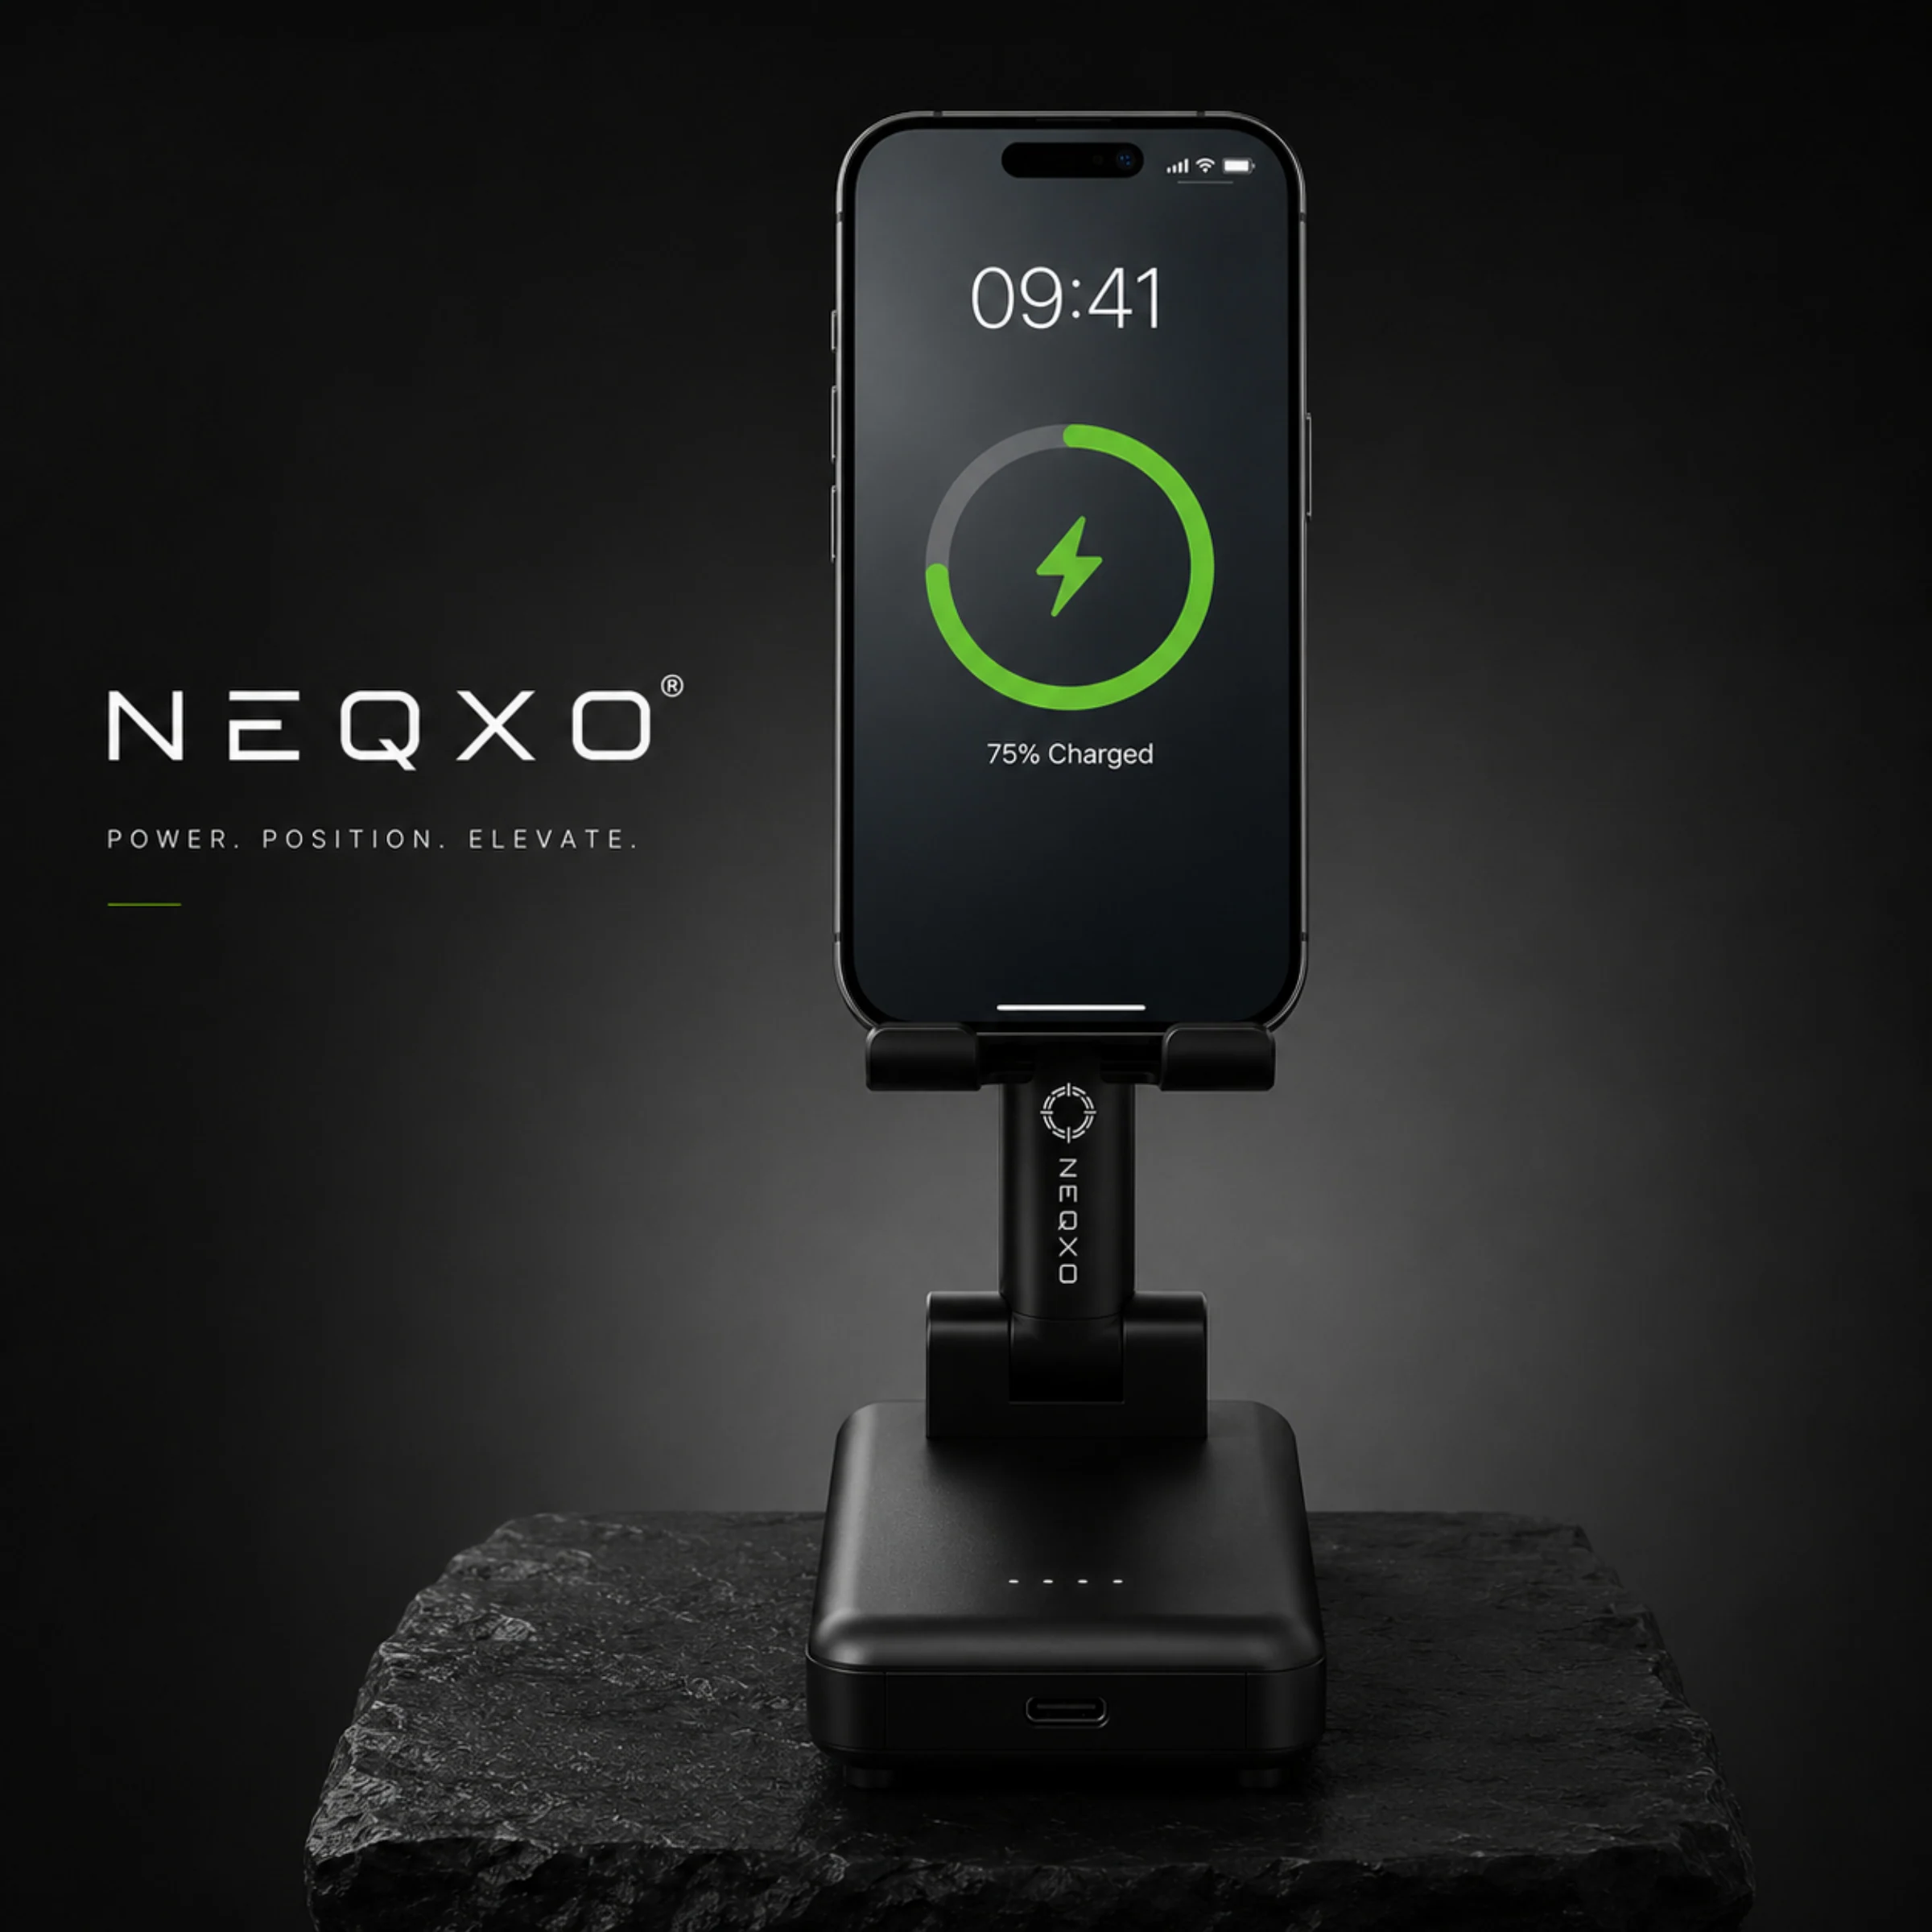 09:41
75% Charged
NEQXO®
POWER. POSITION. ELEVATE.
NEQXO